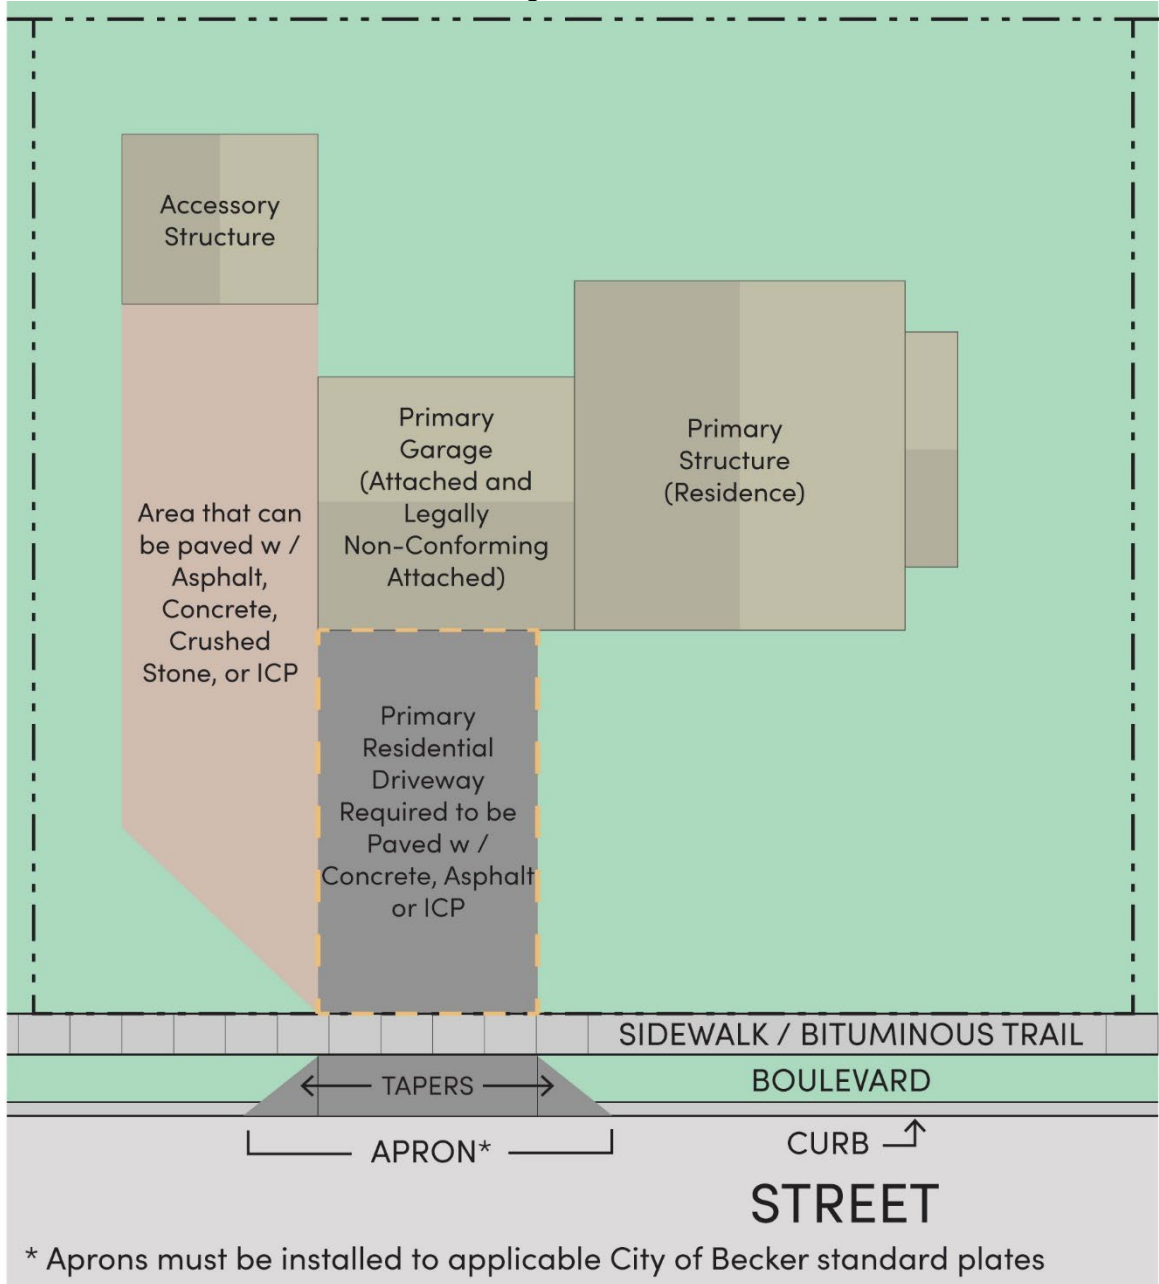 Accessory
Structure
Primary
Garage
(Attached and
Legally
Non-Conforming
Attached)
Primary
Structure
(Residence)
Area that can
be paved w /
Asphalt,
Concrete,
Crushed
Stone, or ICP
Primary
Residential
Driveway
Required to be
Paved w /
Concrete, Asphalt
or ICP
SIDEWALK / BITUMINOUS TRAIL
TAPERS
BOULEVARD
APRON*
CURB
STREET
* Aprons must be installed to applicable City of Becker standard plates